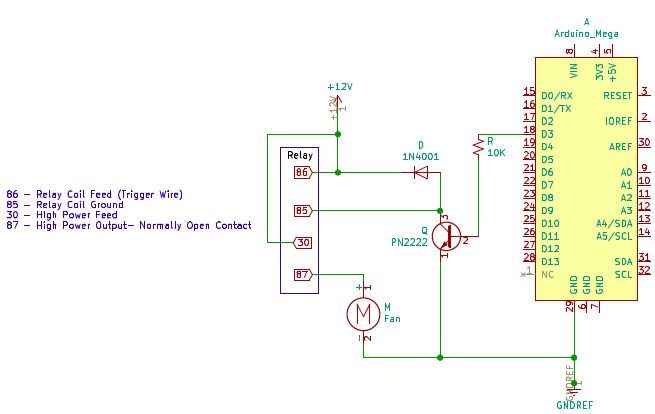 A
Arduino_Mega
8
4
5
VIN
3V3
+5V
15 D0/RX
16 D1/TX
17 D2
18 D3
19 D4
20 D5
21 D6
22 D7
23 D8
24 D9
25 D10
26 D11
27 D12
28 D13
1 NC
RESET 3
IOREF 2
AREF 30
A0 9
A1 10
A2 11
A3 12
A4/SDA 13
A5/SCL 14
SDA 31
SCL 32
GND
GND
GND
29
6
7
+12V
+12V
1
Relay
86
85
30
87
D
1N4001
R
10K
Q
PN2222
3
2
1
86 - Relay Coil Feed (Trigger Wire)
85 - Relay Coil Ground
30 - HIgh Power Feed
87 - High Power Output- Normally Open Contact
+
1
M
M
Fan
-
2
GNDREF
1
GNDREF